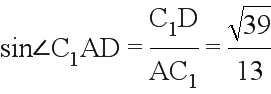 sin∠C₁AD = C₁D/AC₁ = √39/13